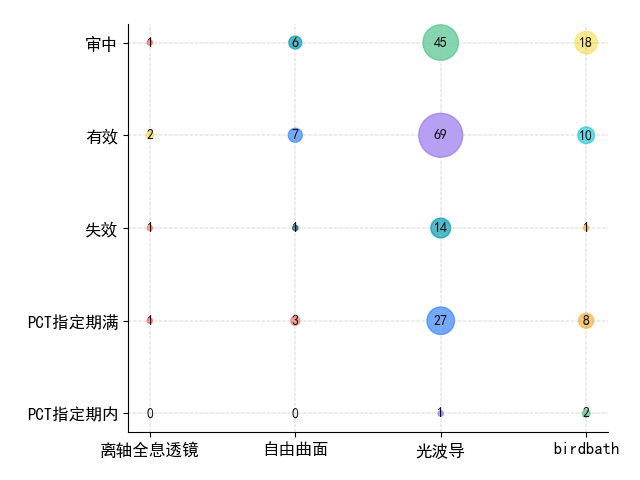 审中 1 6 45 18
有效 2 7 69 10
失效 1 1 14 1
PCT指定期满 1 3 27 8
PCT指定期内 0 0 1 2
离轴全息透镜 自由曲面 光波导 birdbath